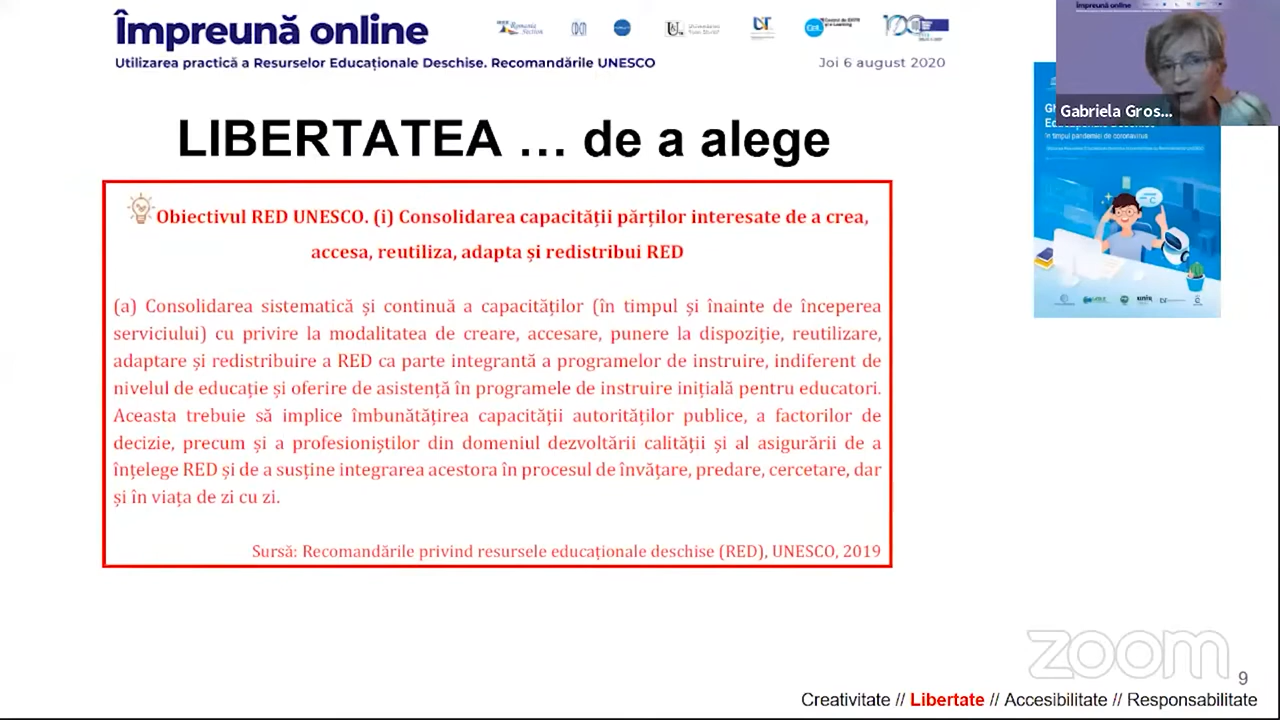 Împreună online
Utilizarea practică a Resurselor Educaționale Deschise. Recomandările UNESCO
Joi 6 august 2020
Împreună online
Gabriela Gros...
în timpul pandemiei de coronavirus
LIBERTATEA ... de a alege
Obiectivul RED UNESCO. (i) Consolidarea capacității părților interesate de a crea,
accesa, reutiliza, adapta și redistribui RED
(a) Consolidarea sistematică și continuă a capacităților (în timpul și înainte de începerea
serviciului) cu privire la modalitatea de creare, accesare, punere la dispoziție, reutilizare,
adaptare și redistribuire a RED ca parte integrantă a programelor de instruire, indiferent de
nivelul de educație și oferire de asistență în programele de instruire inițială pentru educatori.
Aceasta trebuie să implice îmbunătățirea capacității autorităților publice, a factorilor de
decizie, precum și a profesioniștilor din domeniul dezvoltării calității și al asigurării de a
înțelege RED și de a susține integrarea acestora în procesul de învățare, predare, cercetare, dar
și în viața de zi cu zi.
Sursă: Recomandările privind resursele educaționale deschise (RED), UNESCO, 2019
zoom
9
Creativitate // Libertate // Accesibilitate // Responsabilitate